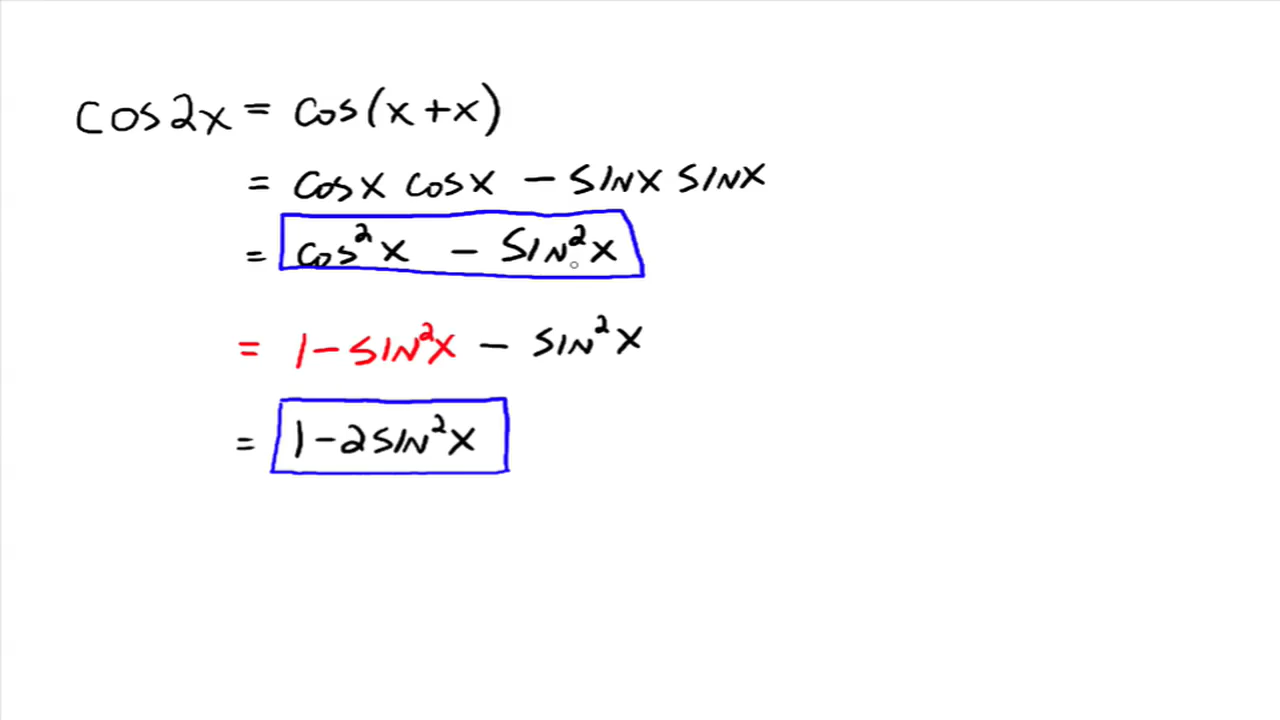 cos2x = cos(x+x)
= cosx cosx - sinx sinx
= cos²x - sin²x
= 1-sin²x - sin²x
= 1-2sin²x